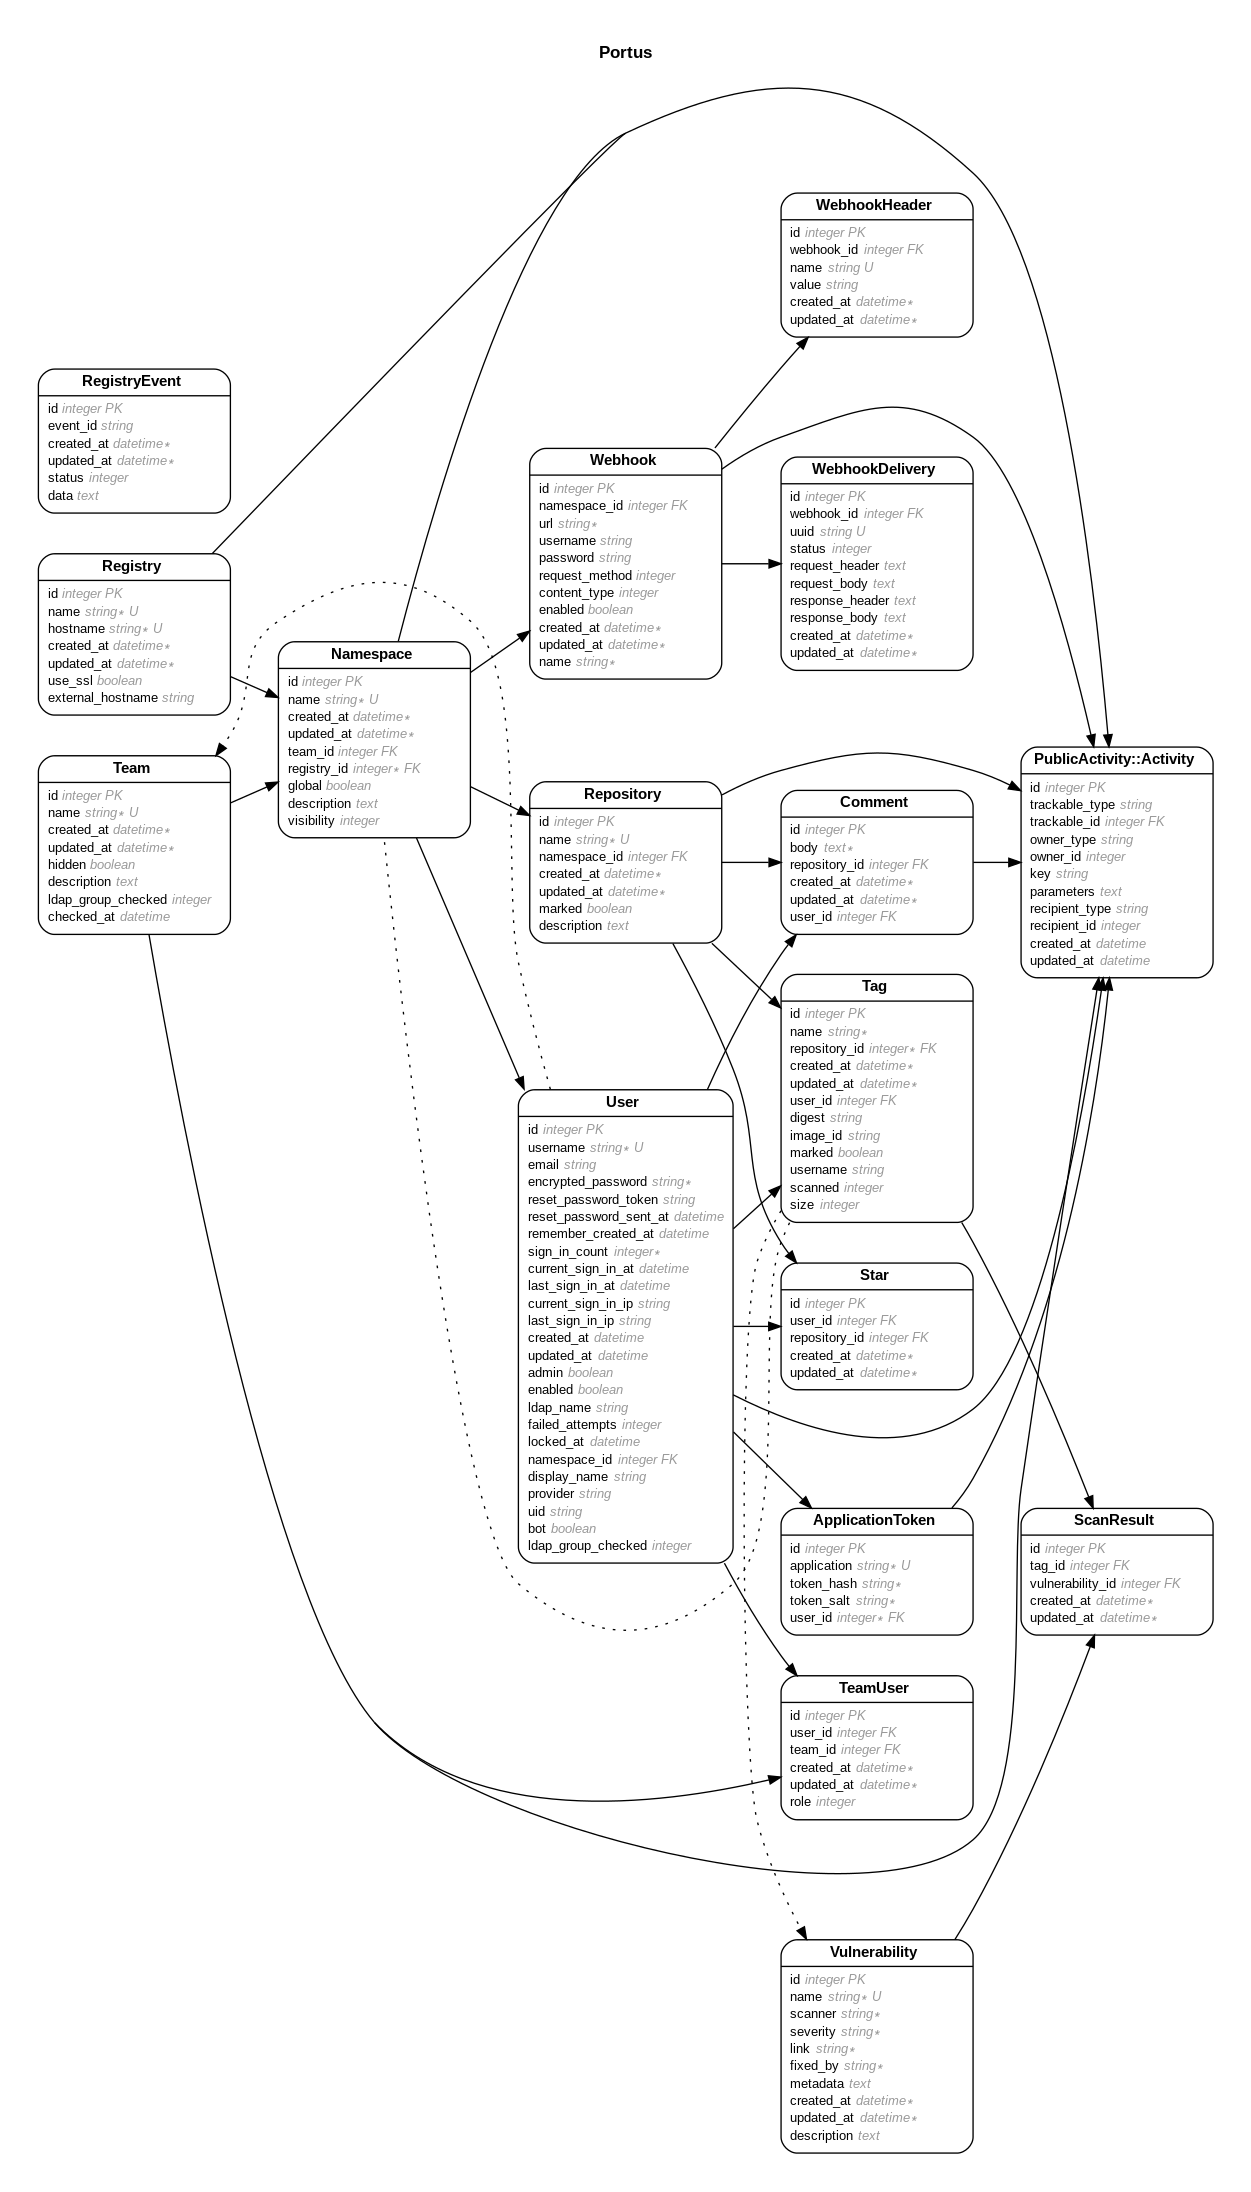 Portus
WebhookHeader
id integer PK
webhook_id integer FK
name string U
value string
created_at datetime∗
updated_at datetime∗
RegistryEvent
id integer PK
event_id string
created_at datetime∗
updated_at datetime∗
status integer
data text
Webhook
id integer PK
namespace_id integer FK
url string∗
username string
password string
request_method integer
content_type integer
enabled boolean
created_at datetime∗
updated_at datetime∗
name string∗
WebhookDelivery
id integer PK
webhook_id integer FK
uuid string U
status integer
request_header text
request_body text
response_header text
response_body text
created_at datetime∗
updated_at datetime∗
Registry
id integer PK
name string∗ U
hostname string∗ U
created_at datetime∗
updated_at datetime∗
use_ssl boolean
external_hostname string
Namespace
id integer PK
name string∗ U
created_at datetime∗
updated_at datetime∗
team_id integer FK
registry_id integer∗ FK
global boolean
description text
visibility integer
Team
id integer PK
name string∗ U
created_at datetime∗
updated_at datetime∗
hidden boolean
description text
ldap_group_checked integer
checked_at datetime
Repository
id integer PK
name string∗ U
namespace_id integer FK
created_at datetime∗
updated_at datetime∗
marked boolean
description text
Comment
id integer PK
body text∗
repository_id integer FK
created_at datetime∗
updated_at datetime∗
user_id integer FK
PublicActivity::Activity
id integer PK
trackable_type string
trackable_id integer FK
owner_type string
owner_id integer
key string
parameters text
recipient_type string
recipient_id integer
created_at datetime
updated_at datetime
Tag
id integer PK
name string∗
repository_id integer∗ FK
created_at datetime∗
updated_at datetime∗
user_id integer FK
digest string
image_id string
marked boolean
username string
scanned integer
size integer
User
id integer PK
username string∗ U
email string
encrypted_password string∗
reset_password_token string
reset_password_sent_at datetime
remember_created_at datetime
sign_in_count integer∗
current_sign_in_at datetime
last_sign_in_at datetime
current_sign_in_ip string
last_sign_in_ip string
created_at datetime
updated_at datetime
admin boolean
enabled boolean
ldap_name string
failed_attempts integer
locked_at datetime
namespace_id integer FK
display_name string
provider string
uid string
bot boolean
ldap_group_checked integer
Star
id integer PK
user_id integer FK
repository_id integer FK
created_at datetime∗
updated_at datetime∗
ApplicationToken
id integer PK
application string∗ U
token_hash string∗
token_salt string∗
user_id integer∗ FK
ScanResult
id integer PK
tag_id integer FK
vulnerability_id integer FK
created_at datetime∗
updated_at datetime∗
TeamUser
id integer PK
user_id integer FK
team_id integer FK
created_at datetime∗
updated_at datetime∗
role integer
Vulnerability
id integer PK
name string∗ U
scanner string∗
severity string∗
link string∗
fixed_by string∗
metadata text
created_at datetime∗
updated_at datetime∗
description text